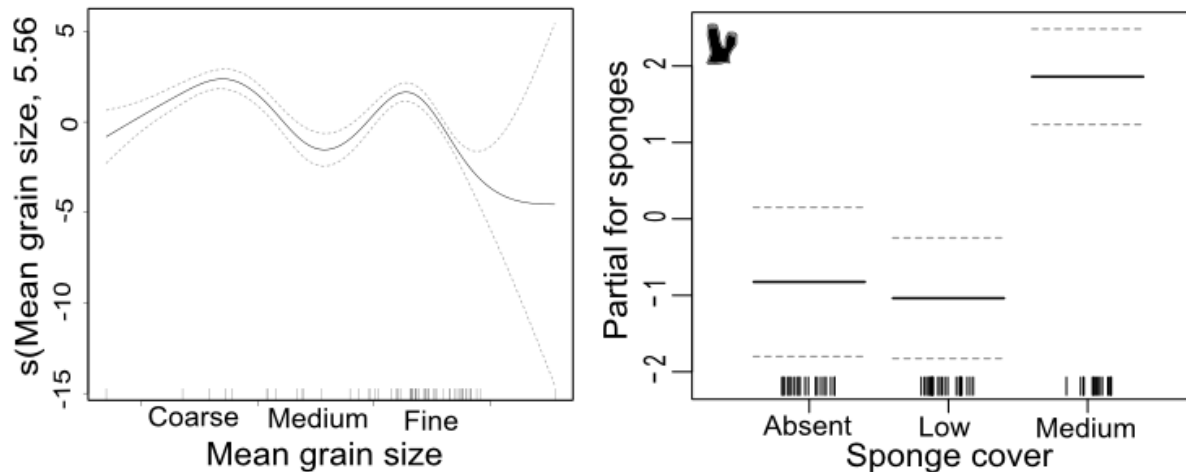 s(Mean grain size, 5.56
5
0
-5
-10
-15
Coarse Medium Fine
Mean grain size
Partial for sponges
2
1
0
-1
-2
Absent Low Medium
Sponge cover